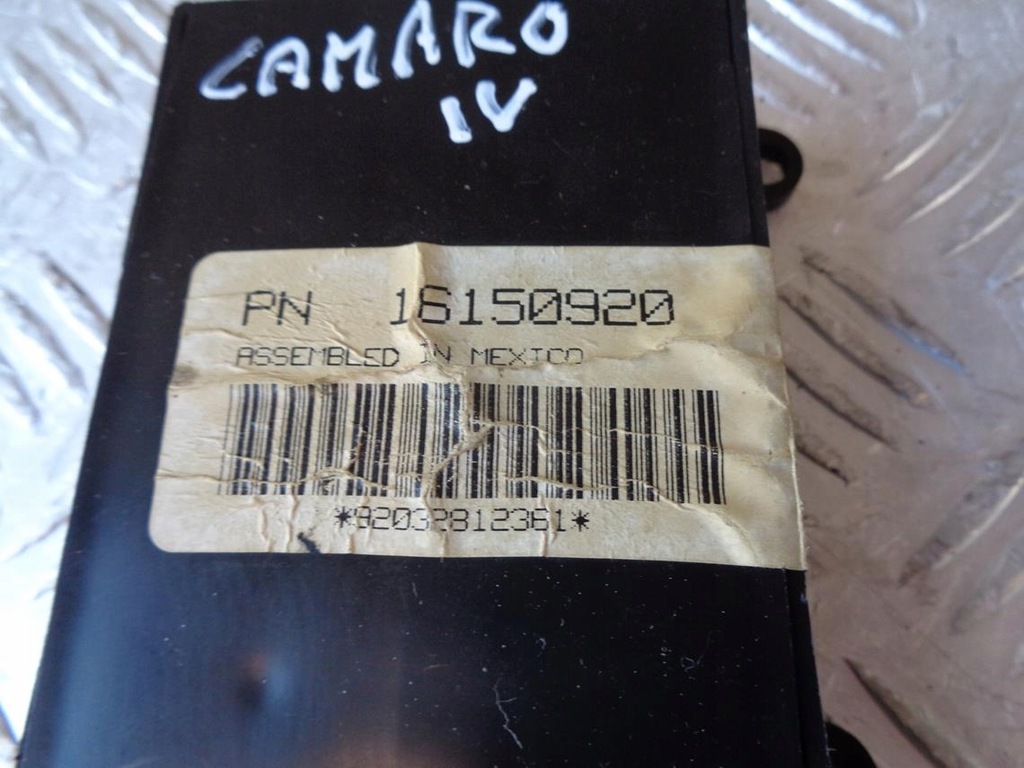 CAMARO
IV
PN 16150920
ASSEMBLED IN MEXICO
*92032812361*